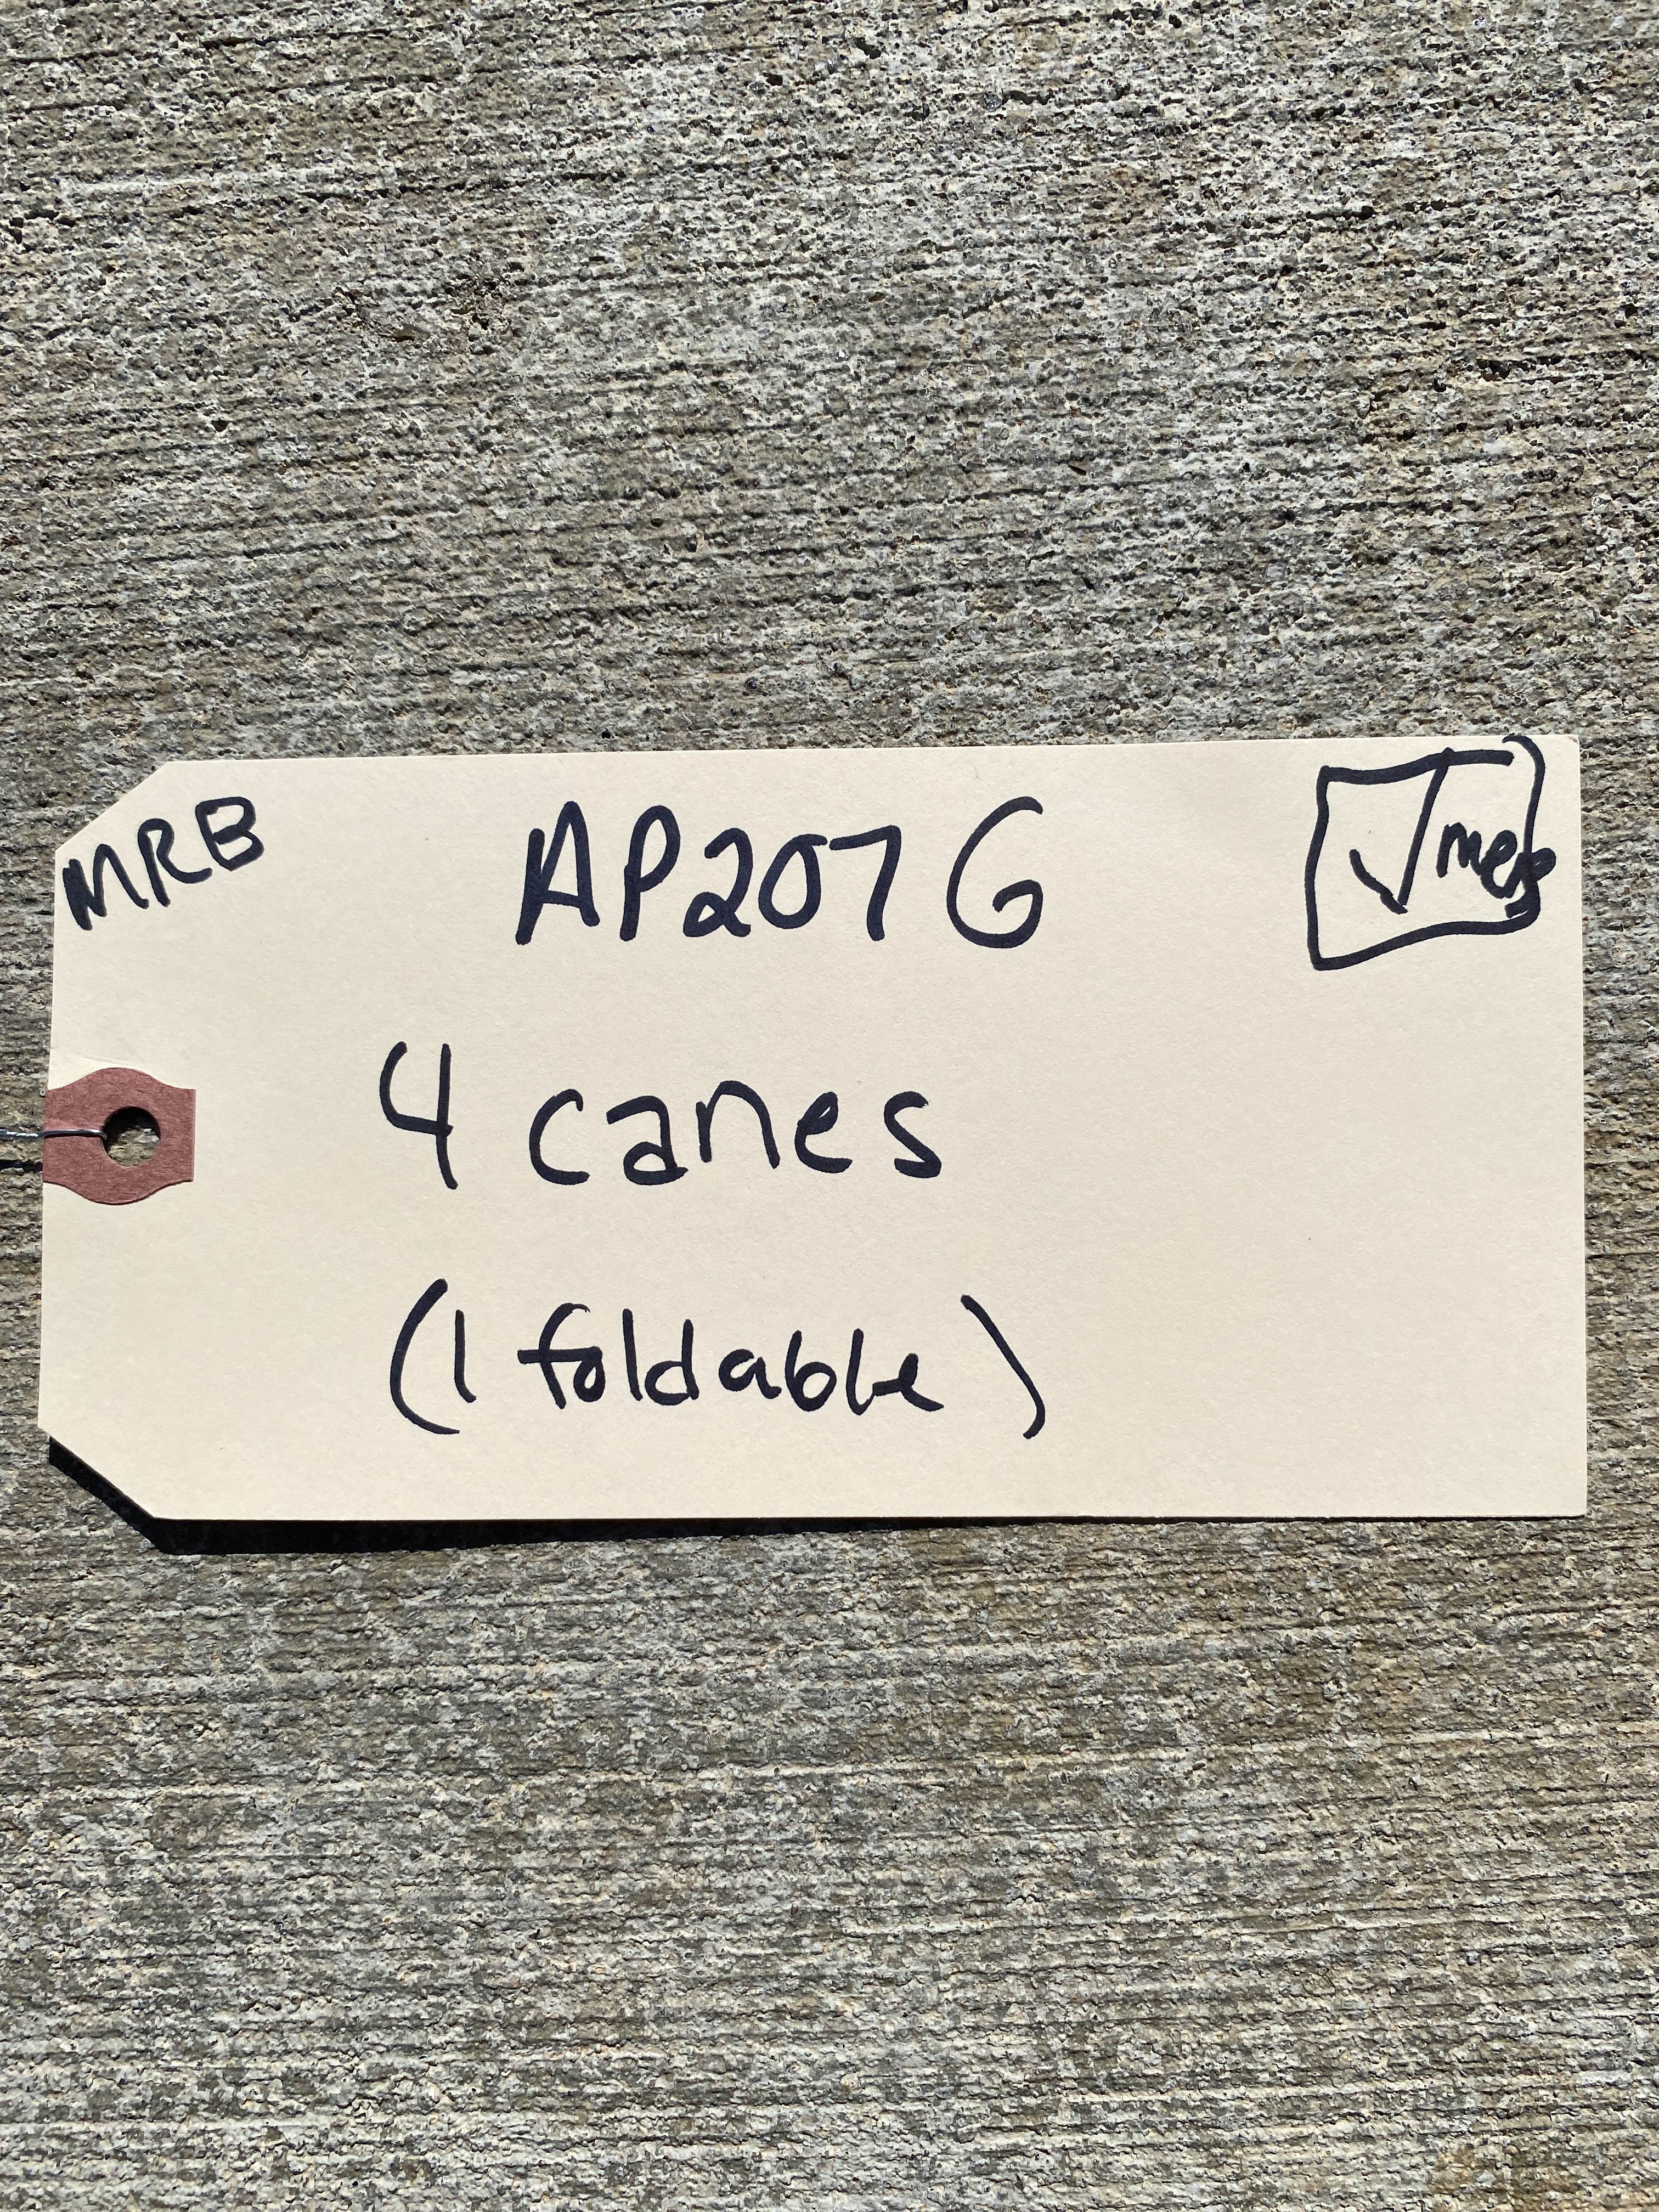 MRB
AP207G
4 canes
(1 foldable)